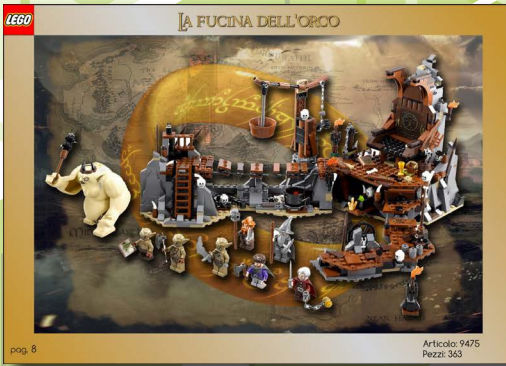 LEGO
LA FUCINA DELL'ORCO
pag. 8
Articolo: 9475
Pezzi: 363